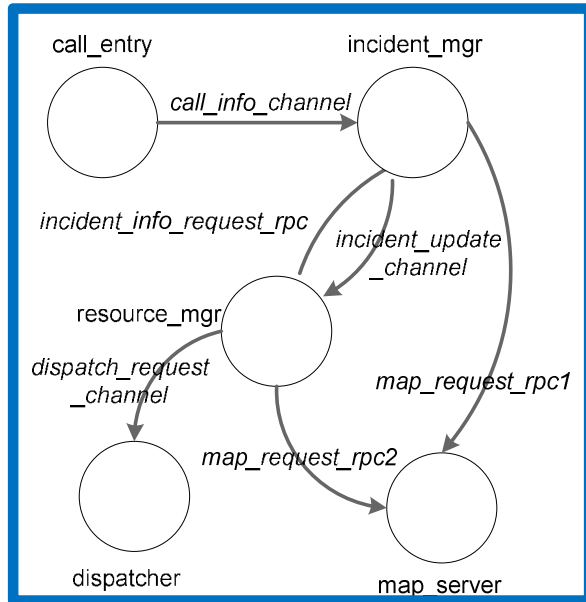 call_entry
incident_mgr
call_info_channel
incident_info_request_rpc
incident_update
_channel
resource_mgr
dispatch_request
_channel
map_request_rpc1
map_request_rpc2
dispatcher
map_server